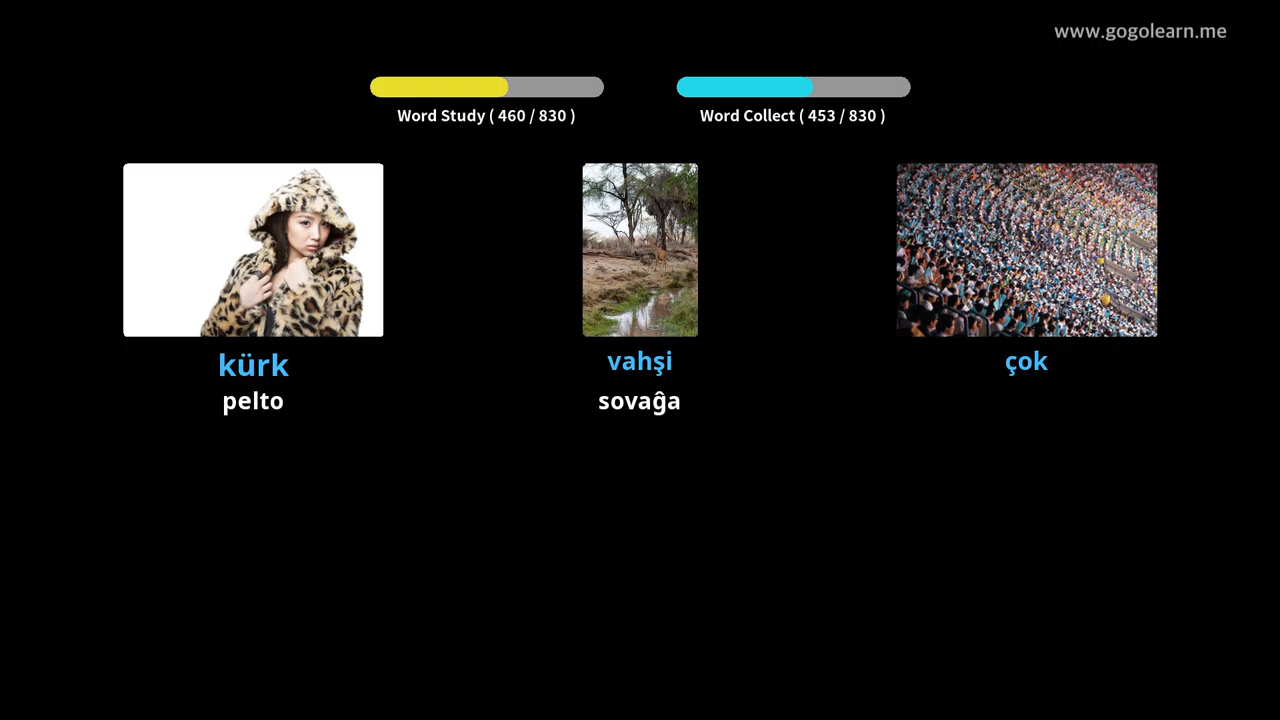 www.gogolearn.me
Word Study ( 460 / 830 )
Word Collect ( 453 / 830 )
kürk
pelto
vahşi
sovaĝa
çok